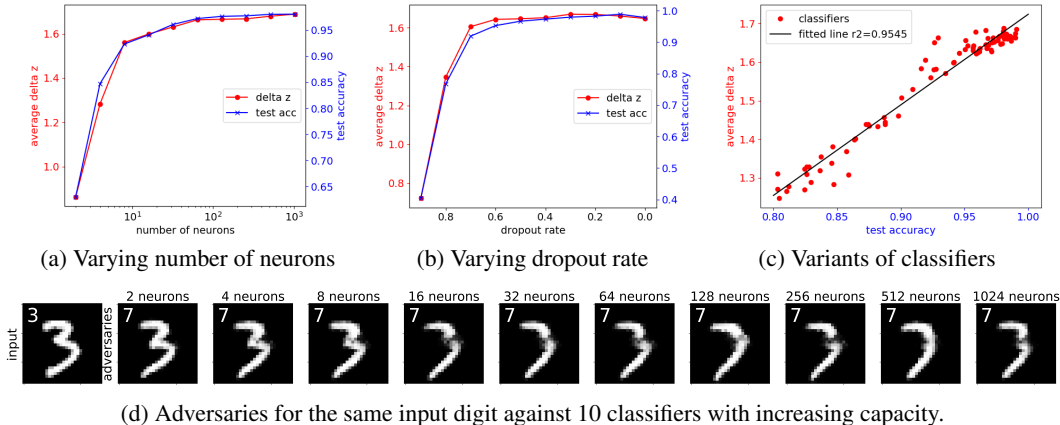 average delta z
1.6
1.4
1.2
1.0
10¹
10²
10³
number of neurons
0.95
0.90
0.85
0.80
0.75
0.70
0.65
test accuracy
delta z
test acc
(a) Varying number of neurons
average delta z
1.6
1.4
1.2
1.0
0.8
0.8
0.6
0.4
0.2
0.0
dropout rate
1.0
0.9
0.8
0.7
0.6
0.5
0.4
test accuracy
delta z
test acc
(b) Varying dropout rate
average delta z
1.7
1.6
1.5
1.4
1.3
0.80
0.85
0.90
0.95
1.00
test accuracy
classifiers
fitted line r2=0.9545
(c) Variants of classifiers
2 neurons 4 neurons 8 neurons 16 neurons 32 neurons 64 neurons 128 neurons 256 neurons 512 neurons 1024 neurons
input
3
3
adversaries
7 7 7 7 7 7 7 7 7 7
(d) Adversaries for the same input digit against 10 classifiers with increasing capacity.